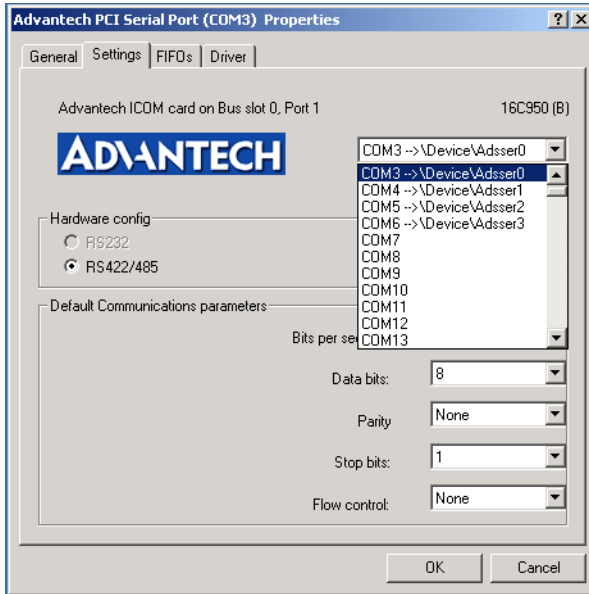 Advantech PCI Serial Port (COM3) Properties
General Settings FIFOs Driver
Advantech ICOM card on Bus slot 0, Port 1 16C950 (B)
ADVANTECH
COM3 -->\Device\Adsser0
COM3 -->\Device\Adsser0
COM4 -->\Device\Adsser1
COM5 -->\Device\Adsser2
COM6 -->\Device\Adsser3
COM7
COM8
COM9
COM10
COM11
COM12
COM13
Hardware config
RS232
RS422/485
Default Communications parameters
Bits per
Data bits: 8
Parity None
Stop bits: 1
Flow control: None
OK Cancel